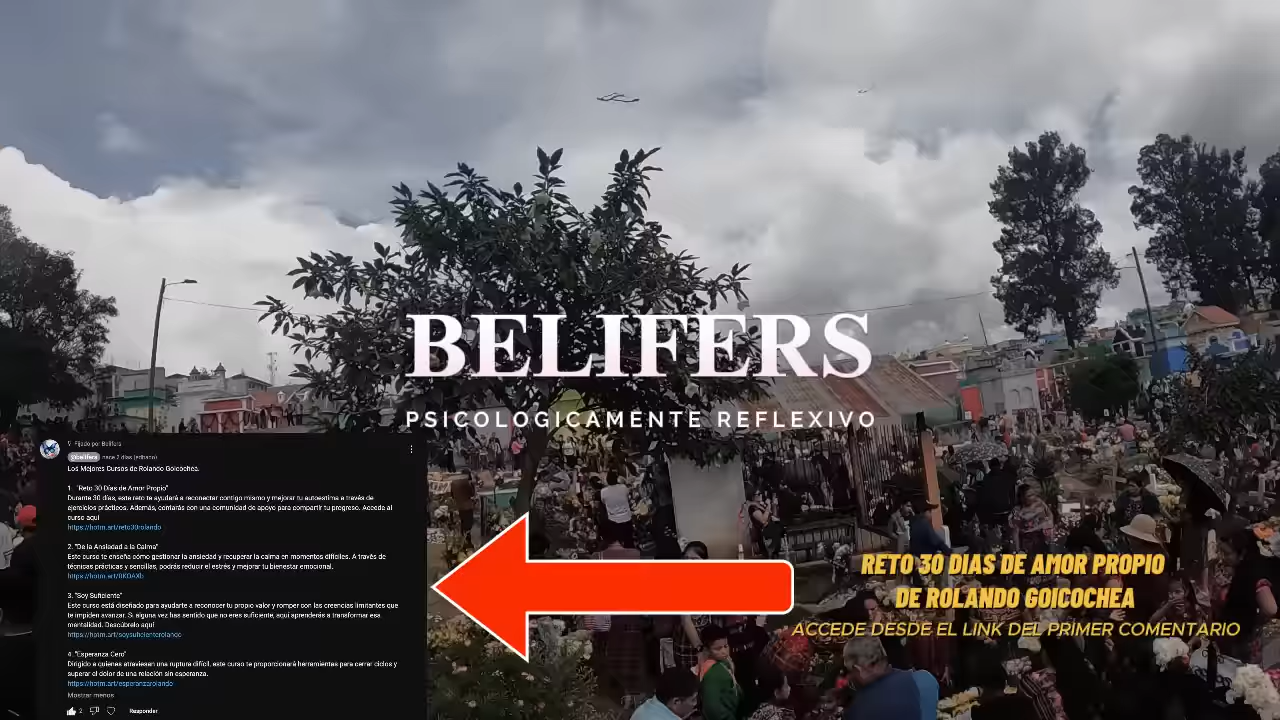 BELIFERS
PSICOLOGICAMENTE REFLEXIVO
Fijado por Belifers
@belifers hace 2 días (editado)
Los Mejores Cursos de Rolando Goicochea.
1. "Reto 30 Días de Amor Propio"
Durante 30 días, este reto te ayudará a reconectar contigo mismo y mejorar tu autoestima a través de
ejercicios prácticos. Además, contarás con una comunidad de apoyo para compartir tu progreso. Accede al
curso aquí
https://hotm.art/reto30rolando
2. "De la Ansiedad a la Calma"
Este curso te enseña cómo gestionar la ansiedad y recuperar la calma en momentos difíciles. A través de
técnicas prácticas y sencillas, podrás reducir el estrés y mejorar tu bienestar emocional.
3. "Soy Suficiente"
Este curso está diseñado para ayudarte a reconocer tu propio valor y romper con las creencias limitantes que
te impiden avanzar. Si alguna vez has sentido que no eres suficiente, aquí aprenderás a transformar esa
mentalidad. Descúbrelo aquí
https://hotm.art/soysuficienterolando
4. "Esperanza Cero"
Dirigido a quienes atraviesan una ruptura difícil, este curso te proporcionará herramientas para cerrar ciclos y
superar el dolor de una relación sin esperanza.
https://hotm.art/esperanzarolando
Mostrar menos
2 Responder
RETO 30 DIAS DE AMOR PROPIO
DE ROLANDO GOICOCHEA
ACCEDE DESDE EL LINK DEL PRIMER COMENTARIO